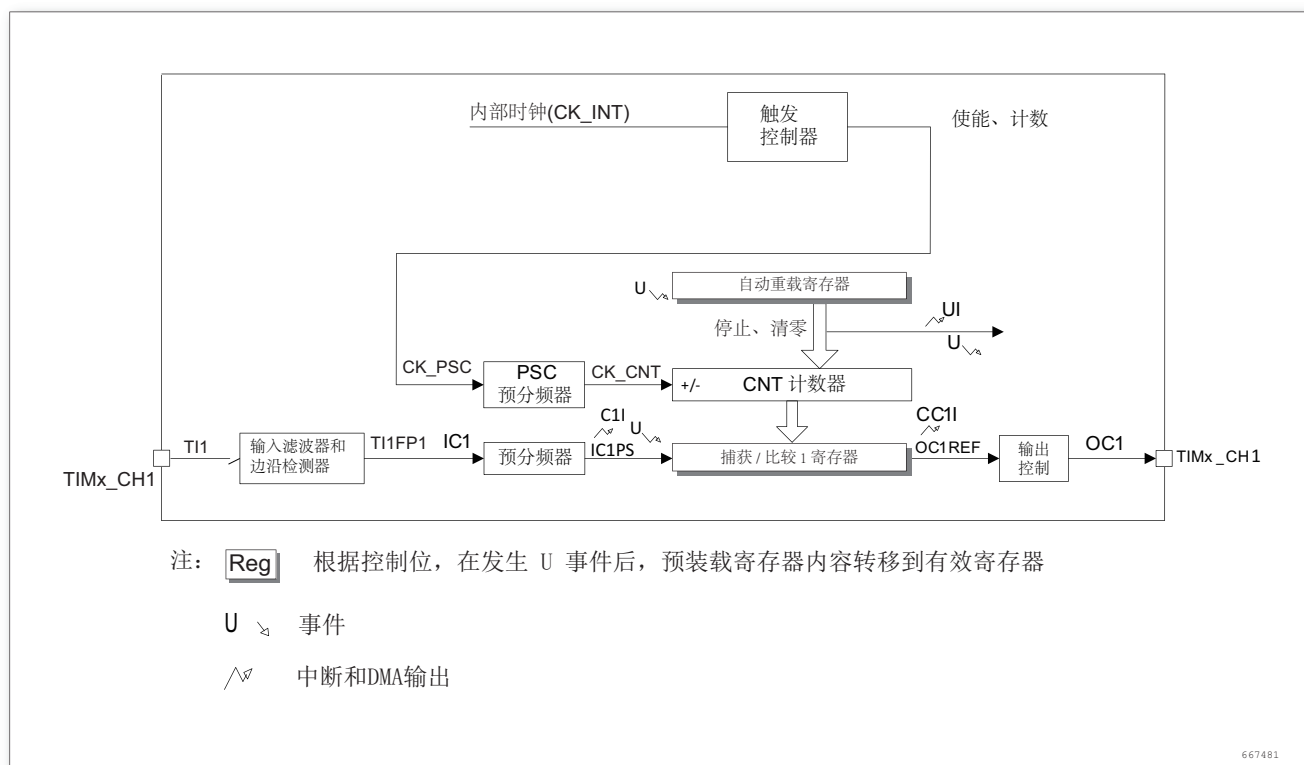 内部时钟(CK_INT)
触发
控制器
使能、计数
U
自动重载寄存器
停止、清零
UI
U
CK_PSC
PSC
预分频器
CK_CNT
+/-
CNT 计数器
TIMx_CH1
TI1
输入滤波器和
边沿检测器
TI1FP1
IC1
预分频器
C1I
U
IC1PS
捕获 / 比较 1 寄存器
CC1I
OC1REF
输出
控制
OC1
TIMx _CH1
注: Reg 根据控制位，在发生 U 事件后，预装载寄存器内容转移到有效寄存器
U 事件
中断和DMA输出
667481